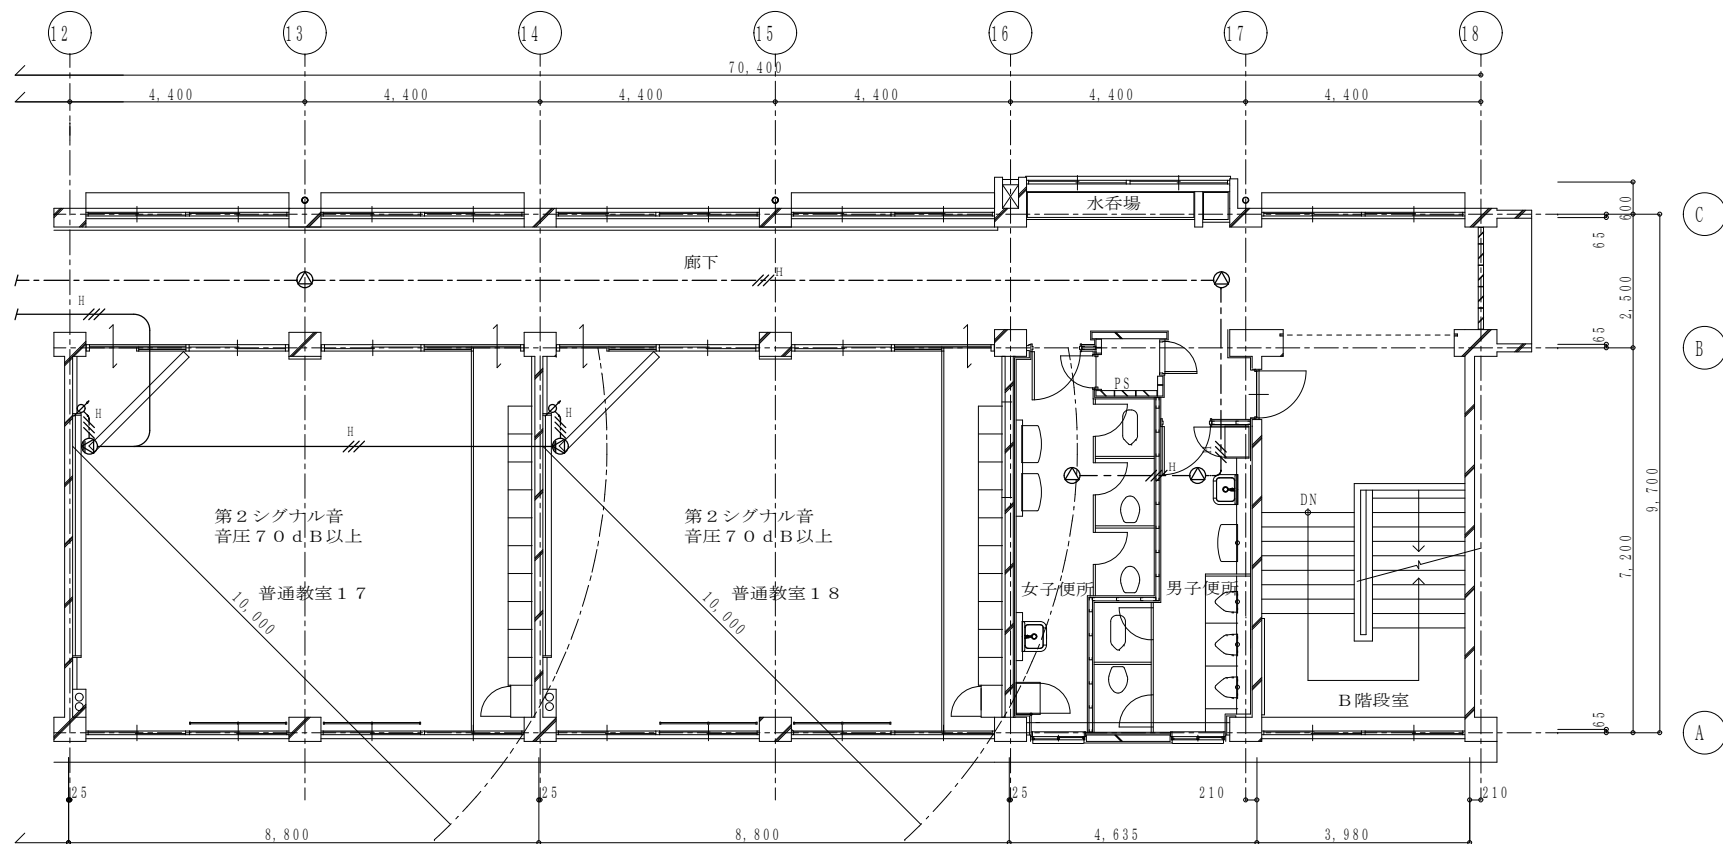 12 13 14 15 16 17 18
70,400
4,400 4,400 4,400 4,400 4,400 4,400
水呑場
C
600
65
廊下
H
H
2,500
65
B
PS
H H
H
H
H
DN
9,700
第2シグナル音 第2シグナル音
音圧70dB以上 音圧70dB以上
7,200
普通教室17 普通教室18 女子便所 男子便所
10,000 10,000
B階段室
65
A
25 25 25 210 210
8,800 8,800 4,635 3,980